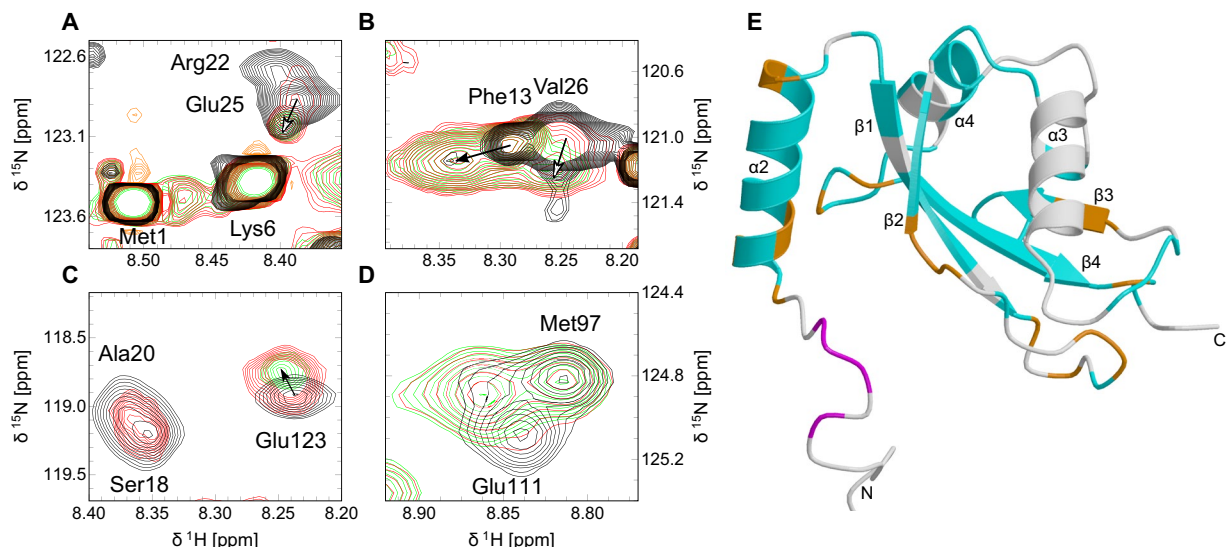 A
B
E
122.6
123.1
123.6
δ ¹⁵N [ppm]
Arg22
Glu25
Met1
Lys6
8.50
8.45
8.40
Phe13
Val26
120.6
121.0
121.4
δ ¹⁵N [ppm]
8.35
8.30
8.25
8.20
C
D
118.5
119.0
119.5
δ ¹⁵N [ppm]
Ala20
Ser18
Glu123
8.40
8.35
8.30
8.25
8.20
δ ¹H [ppm]
Met97
Glu111
124.4
124.8
125.2
δ ¹⁵N [ppm]
8.90
8.85
8.80
δ ¹H [ppm]
α2
β1
α4
α3
β2
β3
β4
C
N